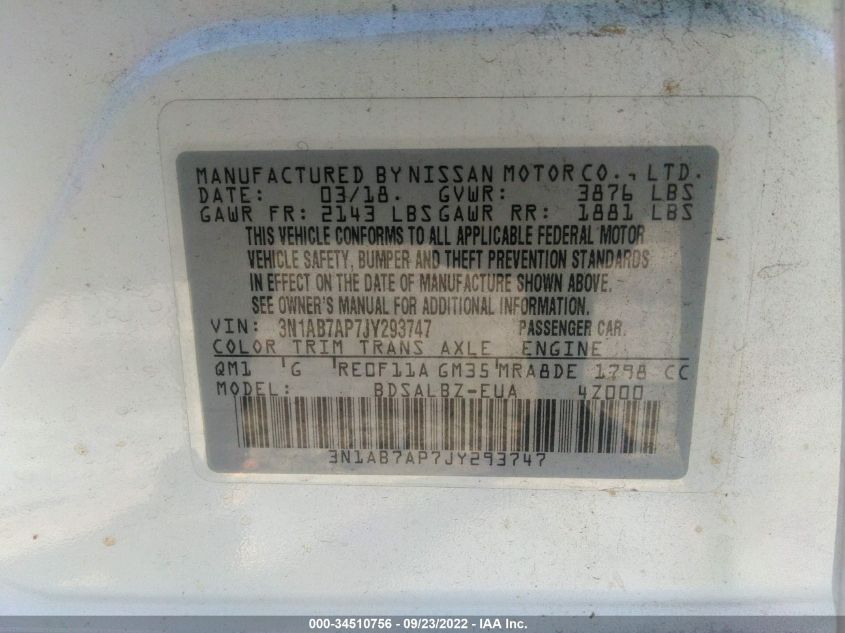 MANUFACTURED BY NISSAN MOTOR CO., LTD.
DATE: 03/18. GVWR: 3876 LBS
GAWR FR: 2143 LBS GAWR RR: 1881 LBS
THIS VEHICLE CONFORMS TO ALL APPLICABLE FEDERAL MOTOR
VEHICLE SAFETY, BUMPER AND THEFT PREVENTION STANDARDS
IN EFFECT ON THE DATE OF MANUFACTURE SHOWN ABOVE.
SEE OWNER'S MANUAL FOR ADDITIONAL INFORMATION.
VIN: 3N1AB7AP7JY293747 PASSENGER CAR.
COLOR TRIM TRANS AXLE ENGINE
QM1 G RE0F11A GM35 MRA8DE 1798 CC
MODEL: BDSALBZ-EUA 4Z000
3N1AB7AP7JY293747
000-34510756 - 09/23/2022 - IAA Inc.